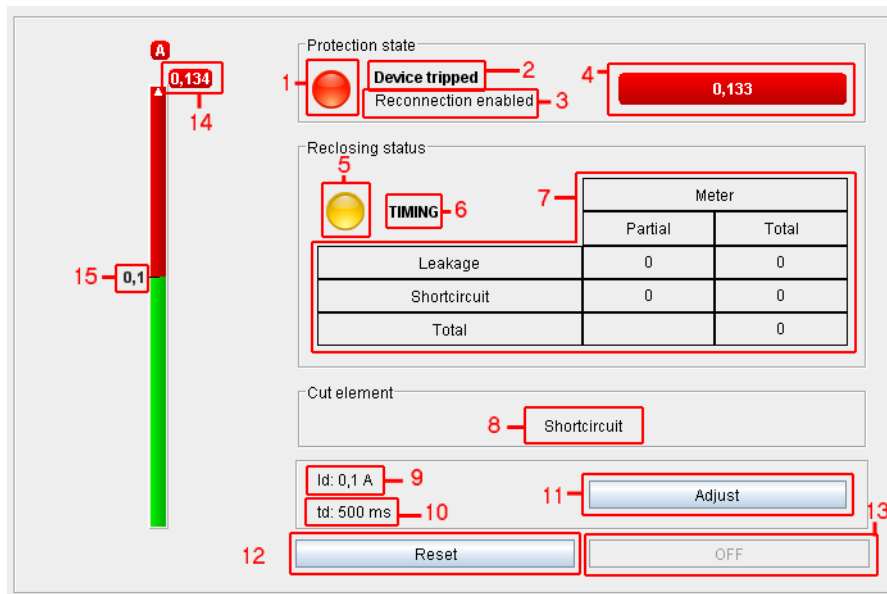 A
Protection state
0,134
1
Device tripped
2
4
0,133
Reconnection enabled
3
14
Reclosing status
5
7
Meter
TIMING
6
Partial
Total
15
0,1
Leakage
0
0
Shortcircuit
0
0
Total
0
Cut element
8
Shortcircuit
Id: 0,1 A
9
11
Adjust
td: 500 ms
10
13
12
Reset
OFF